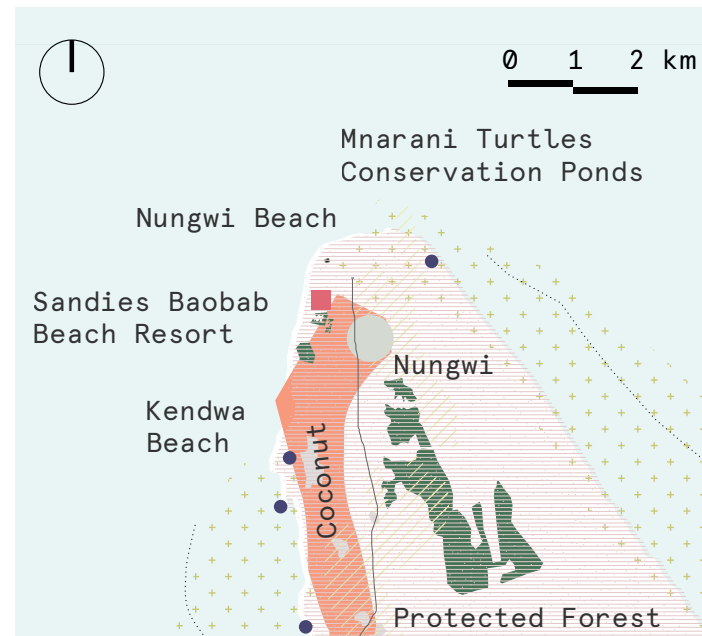 0 1 2 km
Mnarani Turtles
Conservation Ponds
Nungwi Beach
Sandies Baobab
Beach Resort
Nungwi
Kendwa
Beach
Coconut
Protected Forest